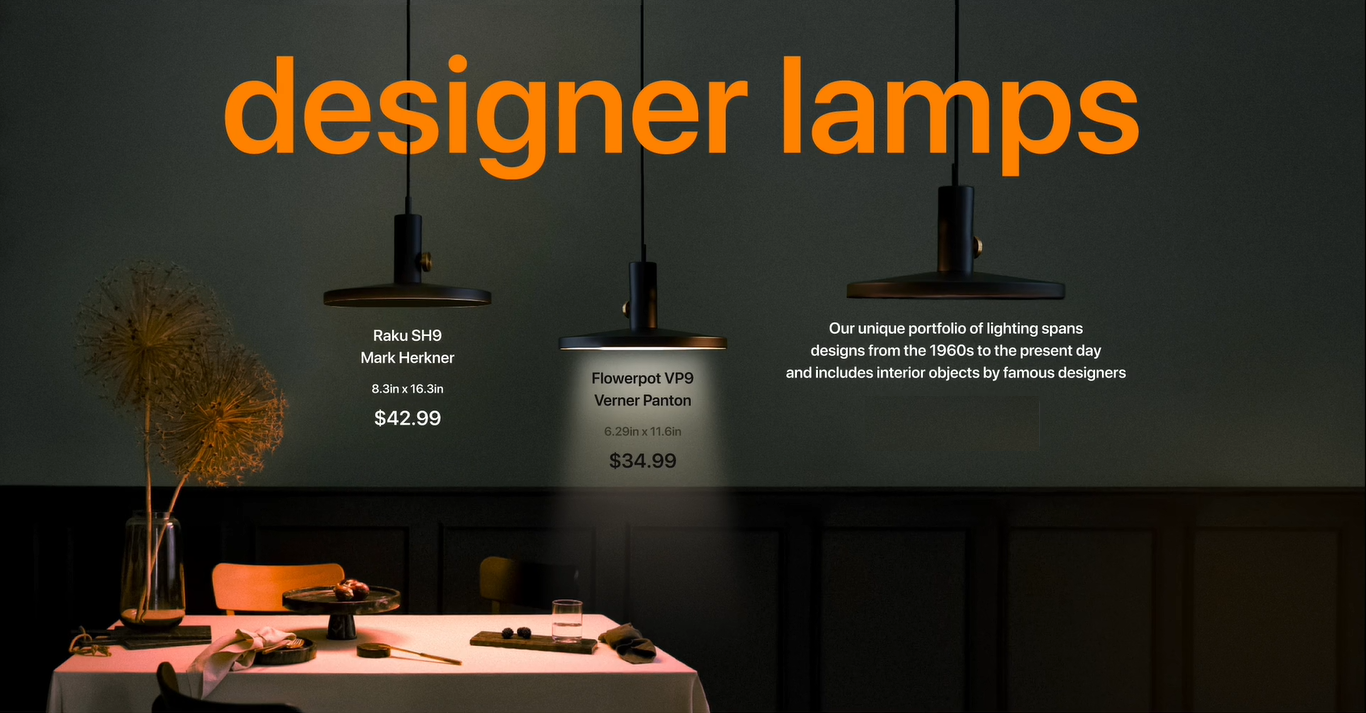 designer lamps
Raku SH9
Mark Herkner
8.3in x 16.3in
$42.99
Flowerpot VP9
Verner Panton
6.29in x 11.6in
$34.99
Our unique portfolio of lighting spans
designs from the 1960s to the present day
and includes interior objects by famous designers